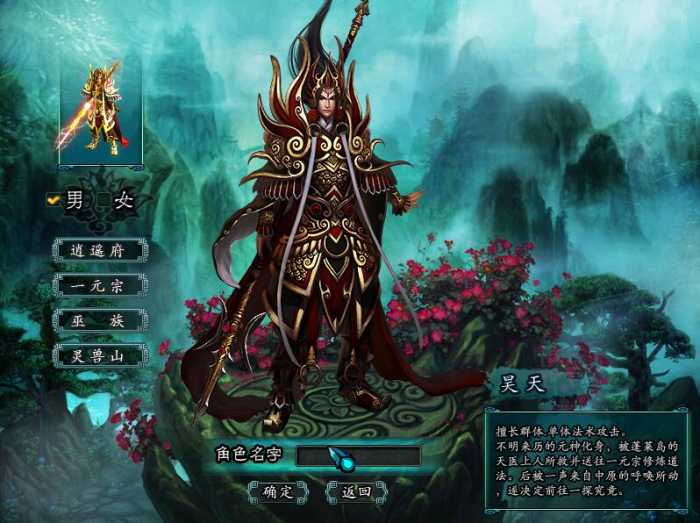 男 女
逍遥府
一元宗
巫 族
灵兽山
昊天
擅长群体.单体法术攻击。
不明来历的元神化身，被蓬莱岛的
天医上人所救并送往一元宗修炼道
法。后被一声来自中原的呼唤所动
，遂决定前往一探究竟。
角色名字
确定 返回